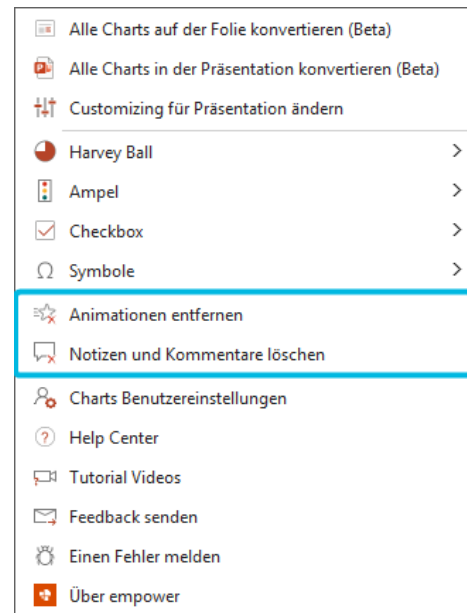 Alle Charts auf der Folie konvertieren (Beta)
Alle Charts in der Präsentation konvertieren (Beta)
Customizing für Präsentation ändern
Harvey Ball
Ampel
Checkbox
Symbole
Animationen entfernen
Notizen und Kommentare löschen
Charts Benutzereinstellungen
Help Center
Tutorial Videos
Feedback senden
Einen Fehler melden
Über empower